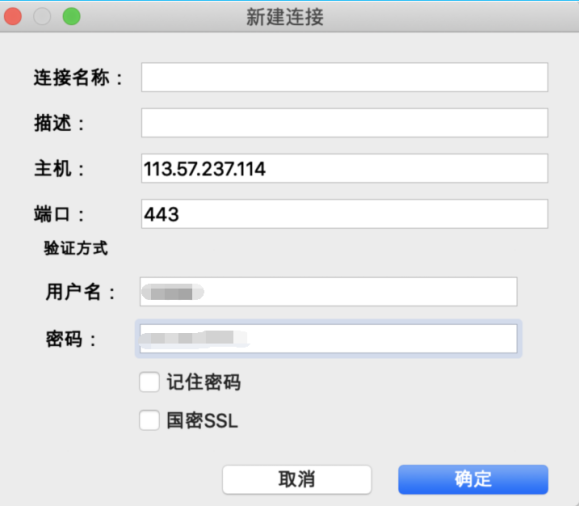 新建连接
连接名称：
描述：
主机： 113.57.237.114
端口： 443
验证方式
用户名：
密码：
记住密码
国密SSL
取消 确定